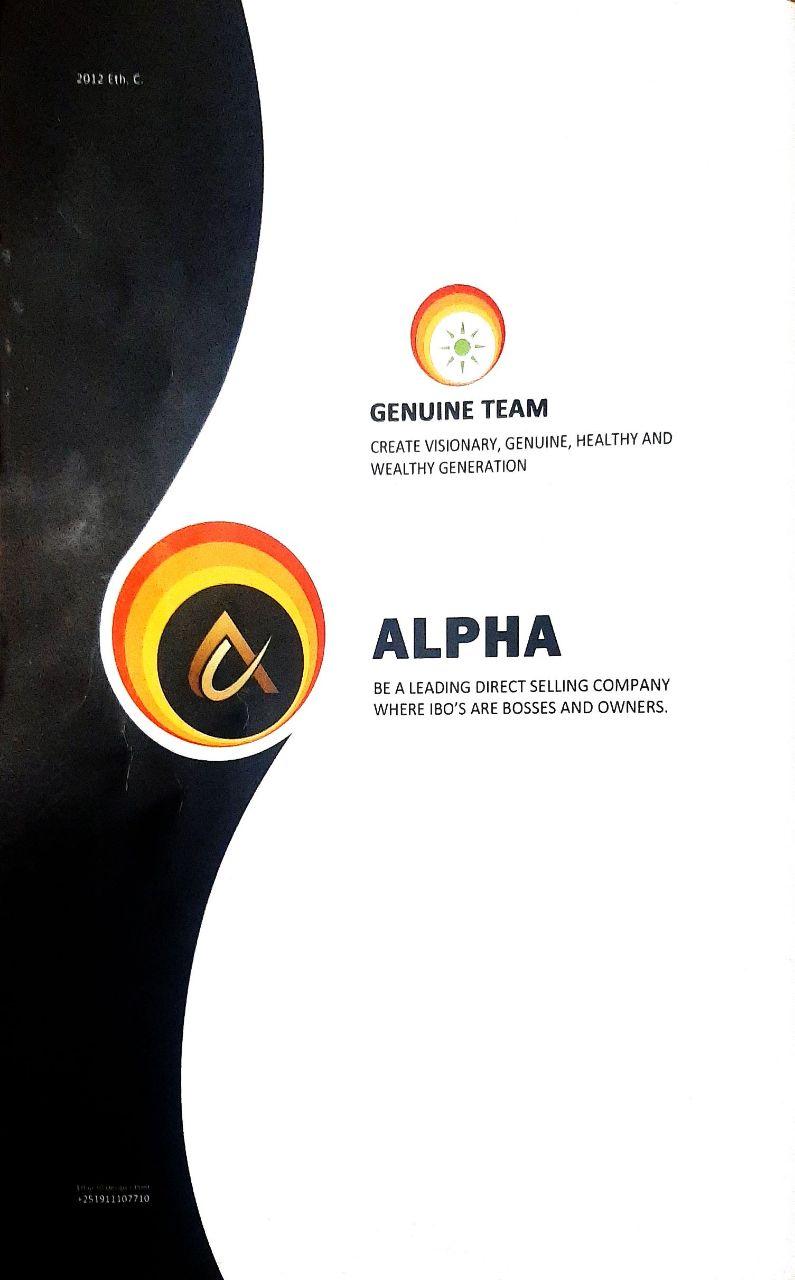 2012 Eth. C.
GENUINE TEAM
CREATE VISIONARY, GENUINE, HEALTHY AND
WEALTHY GENERATION
ALPHA
BE A LEADING DIRECT SELLING COMPANY
WHERE IBO'S ARE BOSSES AND OWNERS.
+251911107710